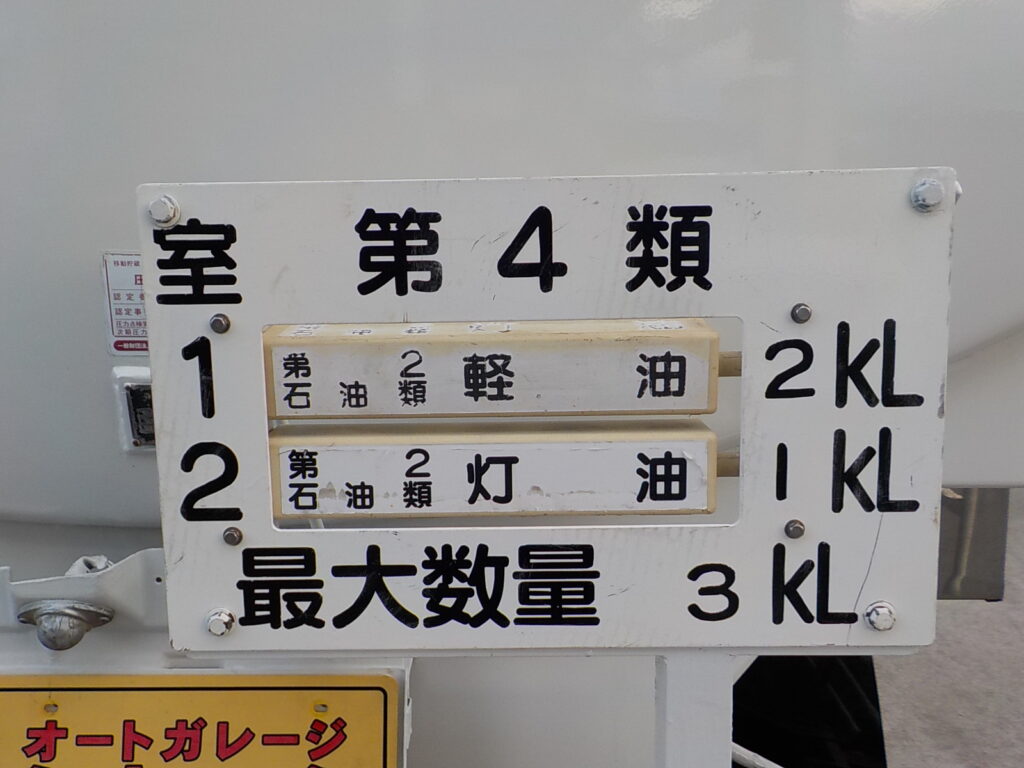 室 第4類
1 第2石油類 軽油 2KL
2 第2石油類 灯油 1KL
最大数量 3KL
オートガレージ